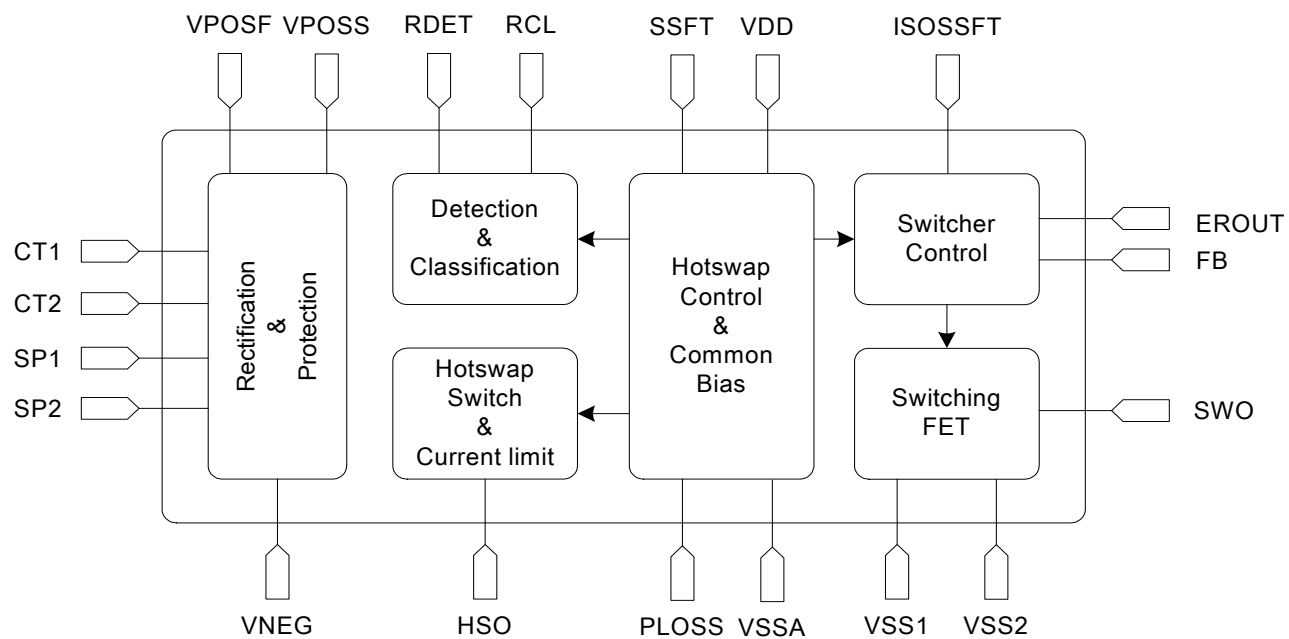 VPOSF
VPOSS
RDET
RCL
SSFT
VDD
ISOSSFT
CT1
CT2
SP1
SP2
Rectification
&
Protection
Detection
&
Classification
Hotswap
Switch
&
Current limit
Hotswap
Control
&
Common
Bias
Switcher
Control
Switching
FET
EROUT
FB
SWO
VNEG
HSO
PLOSS
VSSA
VSS1
VSS2